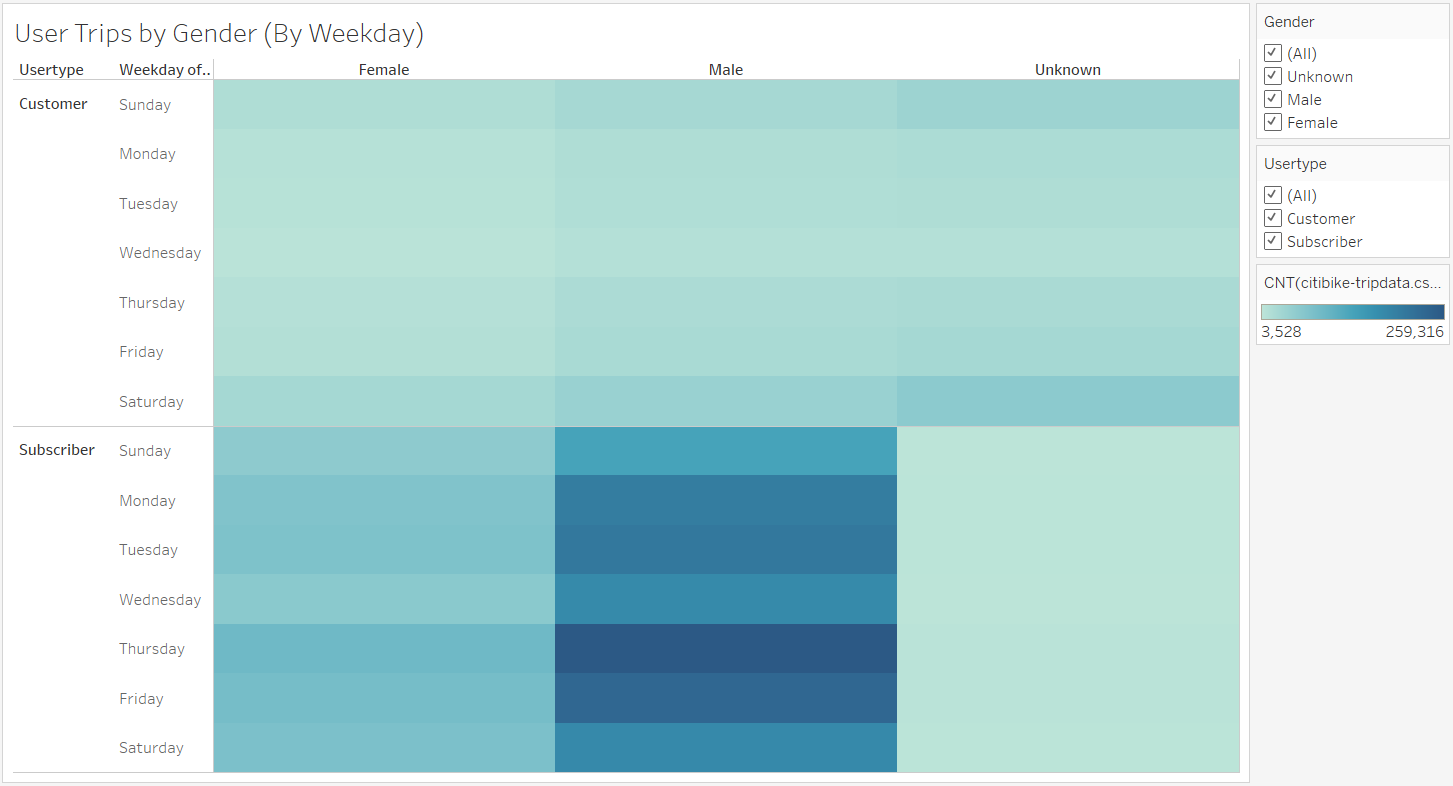 User Trips by Gender (By Weekday)
Usertype Weekday of.. Female Male Unknown
Customer Sunday
Monday
Tuesday
Wednesday
Thursday
Friday
Saturday
Subscriber Sunday
Monday
Tuesday
Wednesday
Thursday
Friday
Saturday
Gender
(All)
Unknown
Male
Female
Usertype
(All)
Customer
Subscriber
CNT(citibike-tripdata.cs...
3,528 259,316